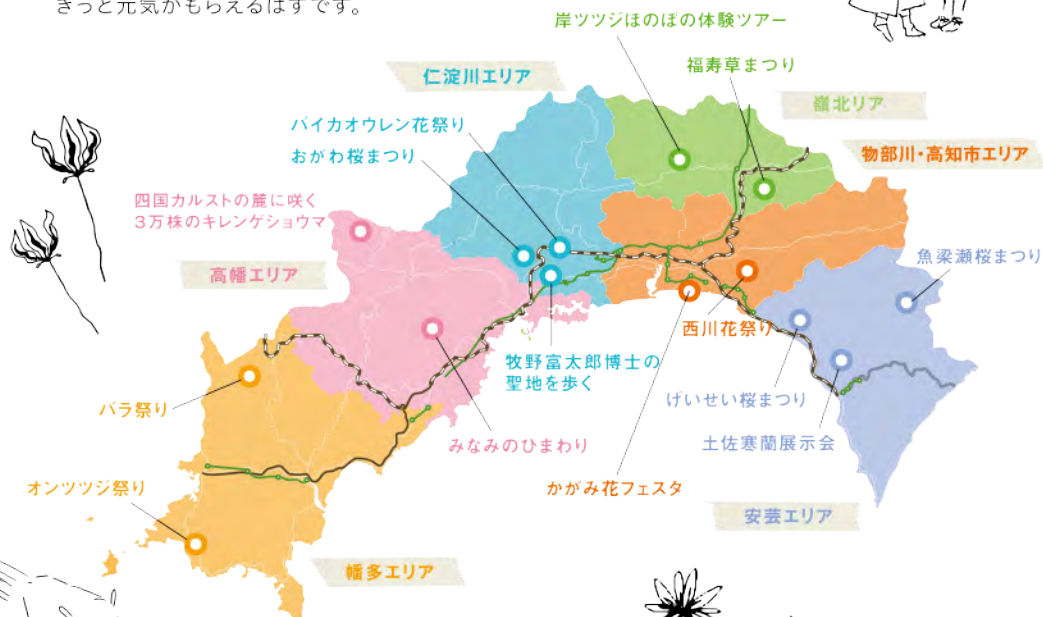 きっと元気がもらえるはずです。
岸ツツジほのぼの体験ツアー
福寿草まつり
仁淀川エリア
嶺北リア
バイカオウレン花祭り
おがわ桜まつり
物部川・高知市エリア
四国カルストの麓に咲く
3万株のキレンゲショウマ
高幡エリア
魚梁瀬桜まつり
西川花祭り
牧野富太郎博士の
聖地を歩く
げいせい桜まつり
バラ祭り
みなみのひまわり
土佐寒蘭展示会
オンツツジ祭り
かがみ花フェスタ
安芸エリア
幡多エリア